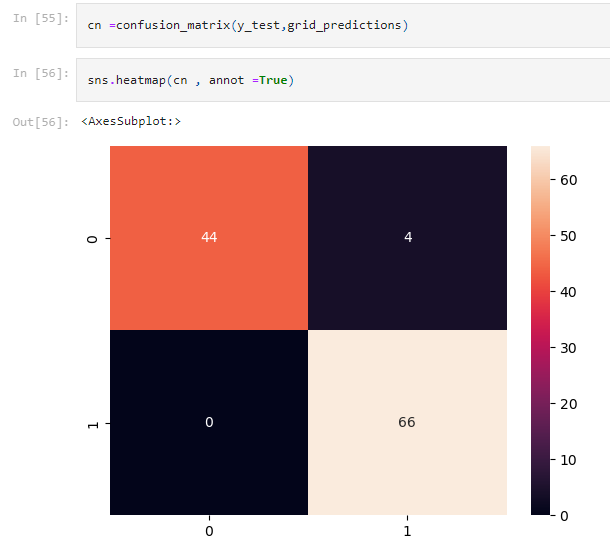 In [55]: cn =confusion_matrix(y_test,grid_predictions)
In [56]: sns.heatmap(cn , annot =True)
Out[56]: <AxesSubplot:>
60
0 44 4
50
40
30
1 0 66
20
10
0
0 1